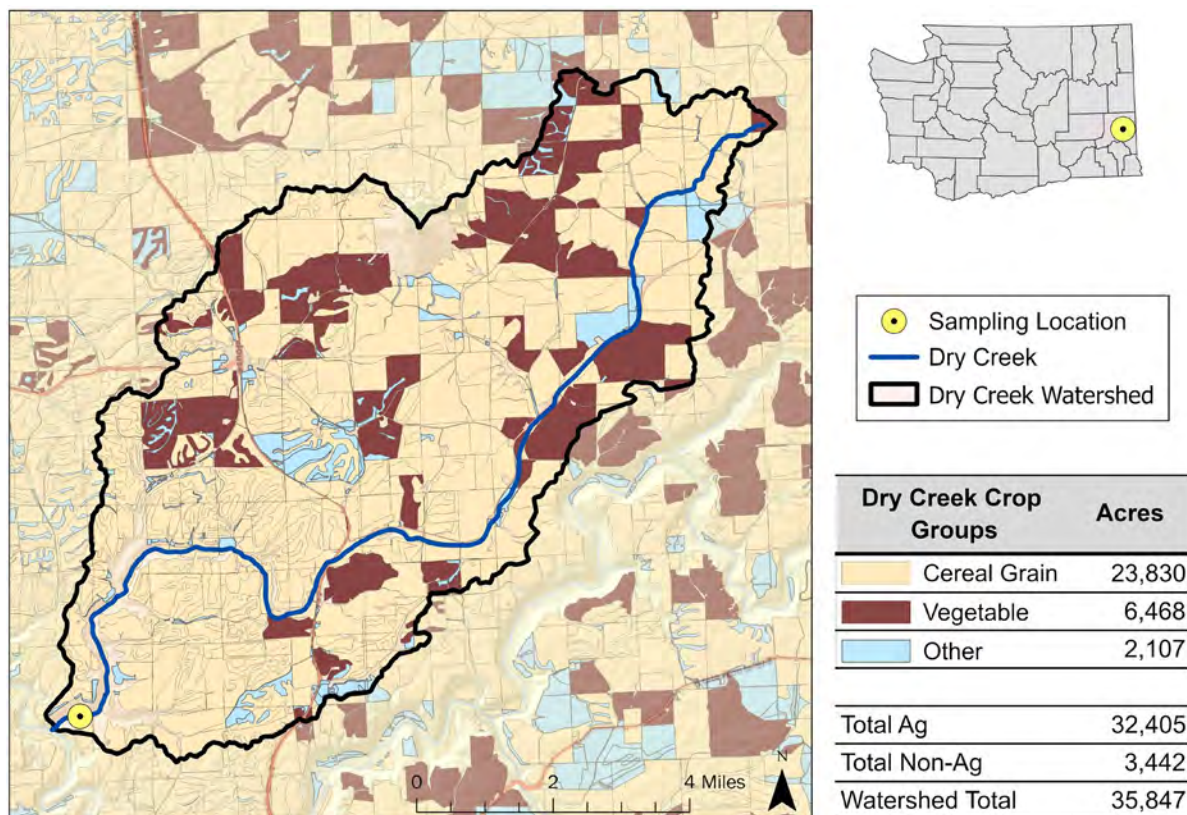 Sampling Location
Dry Creek
Dry Creek Watershed
Dry Creek Crop
Groups
Acres
Cereal Grain 23,830
Vegetable 6,468
Other 2,107
Total Ag 32,405
Total Non-Ag 3,442
Watershed Total 35,847
0 2 4 Miles
N